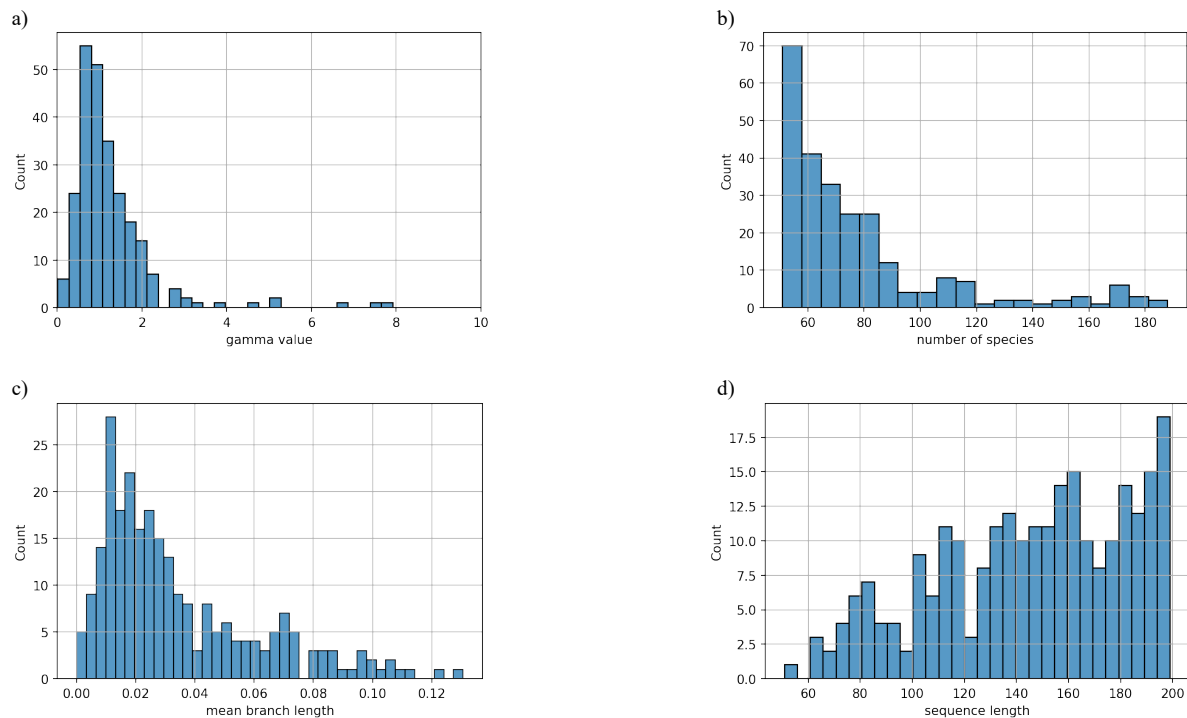 a)
50
40
30
20
10
0
Count
0 2 4 6 8 10
gamma value
b)
70
60
50
40
30
20
10
0
Count
60 80 100 120 140 160 180
number of species
c)
25
20
15
10
5
0
Count
0.00 0.02 0.04 0.06 0.08 0.10 0.12
mean branch length
d)
17.5
15.0
12.5
10.0
7.5
5.0
2.5
0.0
Count
60 80 100 120 140 160 180 200
sequence length